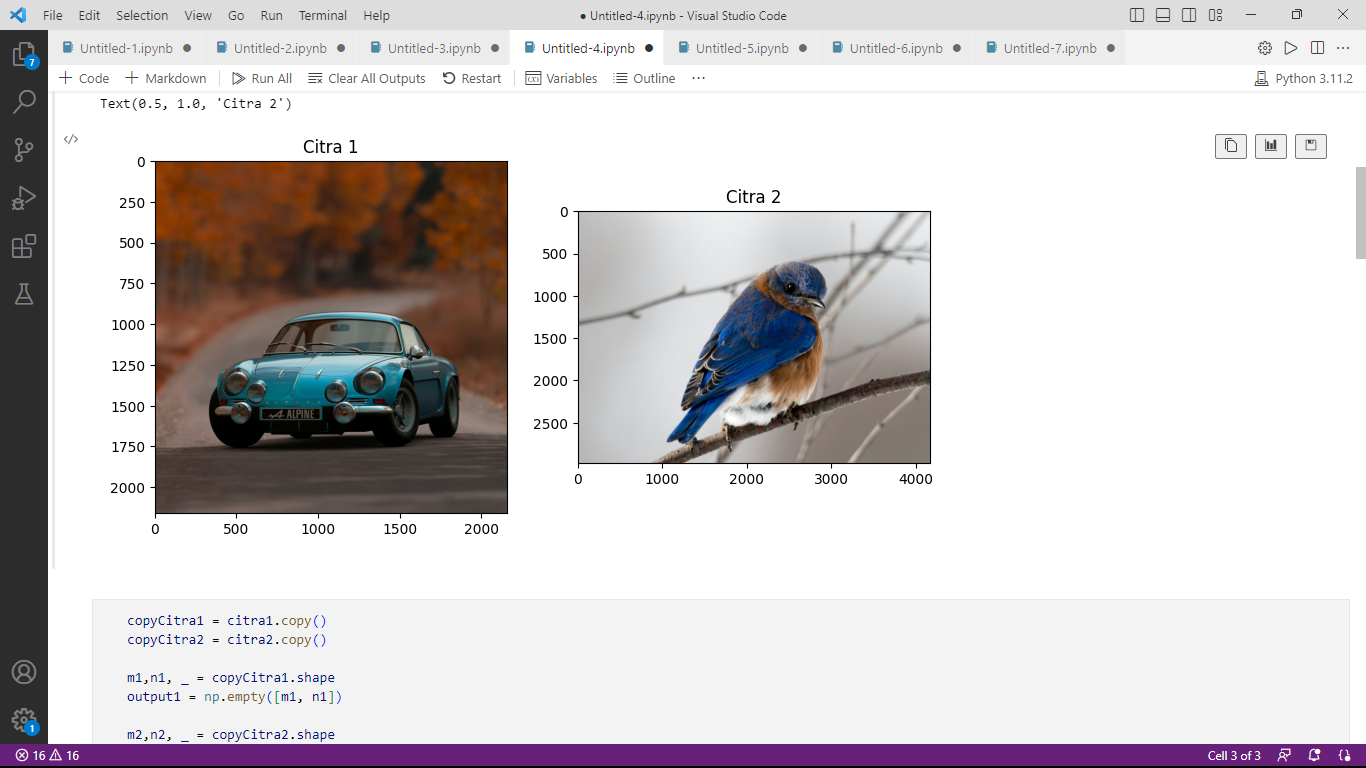 File Edit Selection View Go Run Terminal Help
● Untitled-4.ipynb - Visual Studio Code
Untitled-1.ipynb ● Untitled-2.ipynb ● Untitled-3.ipynb ● Untitled-4.ipynb ● Untitled-5.ipynb ● Untitled-6.ipynb ● Untitled-7.ipynb ●
+ Code + Markdown Run All Clear All Outputs Restart Variables Outline ··· Python 3.11.2
7
Text(0.5, 1.0, 'Citra 2')
Citra 1
0
250
500
750
1000
1250
1500
1750
2000
0 500 1000 1500 2000
ALPINE
Citra 2
0
500
1000
1500
2000
2500
0 1000 2000 3000 4000
copyCitra1 = citra1.copy()
copyCitra2 = citra2.copy()
m1,n1, _ = copyCitra1.shape
output1 = np.empty([m1, n1])
m2,n2, _ = copyCitra2.shape
1
16 16 Cell 3 of 3